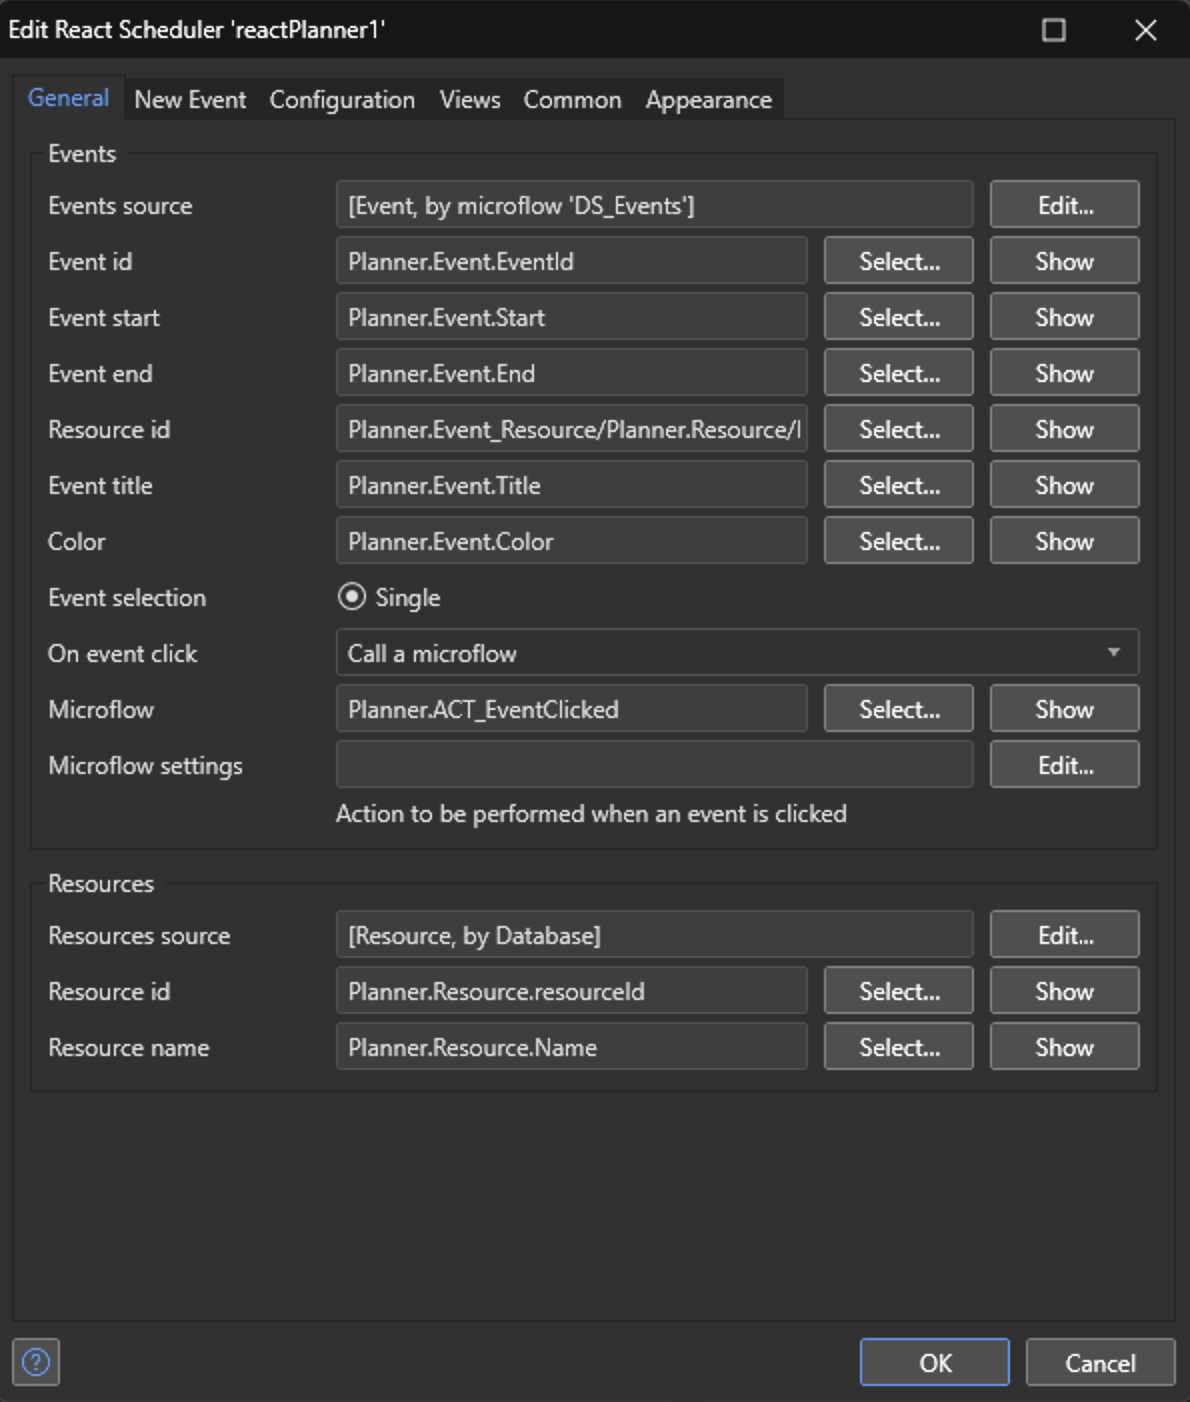 Edit React Scheduler 'reactPlanner1'
General New Event Configuration Views Common Appearance
Events
Events source [Event, by microflow 'DS_Events'] Edit...
Event id Planner.Event.EventId Select... Show
Event start Planner.Event.Start Select... Show
Event end Planner.Event.End Select... Show
Resource id Planner.Event_Resource/Planner.Resource/ Select... Show
Event title Planner.Event.Title Select... Show
Color Planner.Event.Color Select... Show
Event selection Single
On event click Call a microflow
Microflow Planner.ACT_EventClicked Select... Show
Microflow settings Edit...
Action to be performed when an event is clicked
Resources
Resources source [Resource, by Database] Edit...
Resource id Planner.Resource.resourceId Select... Show
Resource name Planner.Resource.Name Select... Show
? OK Cancel